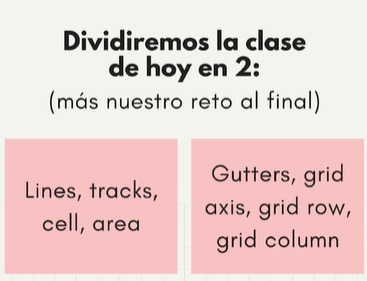 Dividiremos la clase
de hoy en 2:
(más nuestro reto al final)
Lines, tracks,
cell, area
Gutters, grid
axis, grid row,
grid column